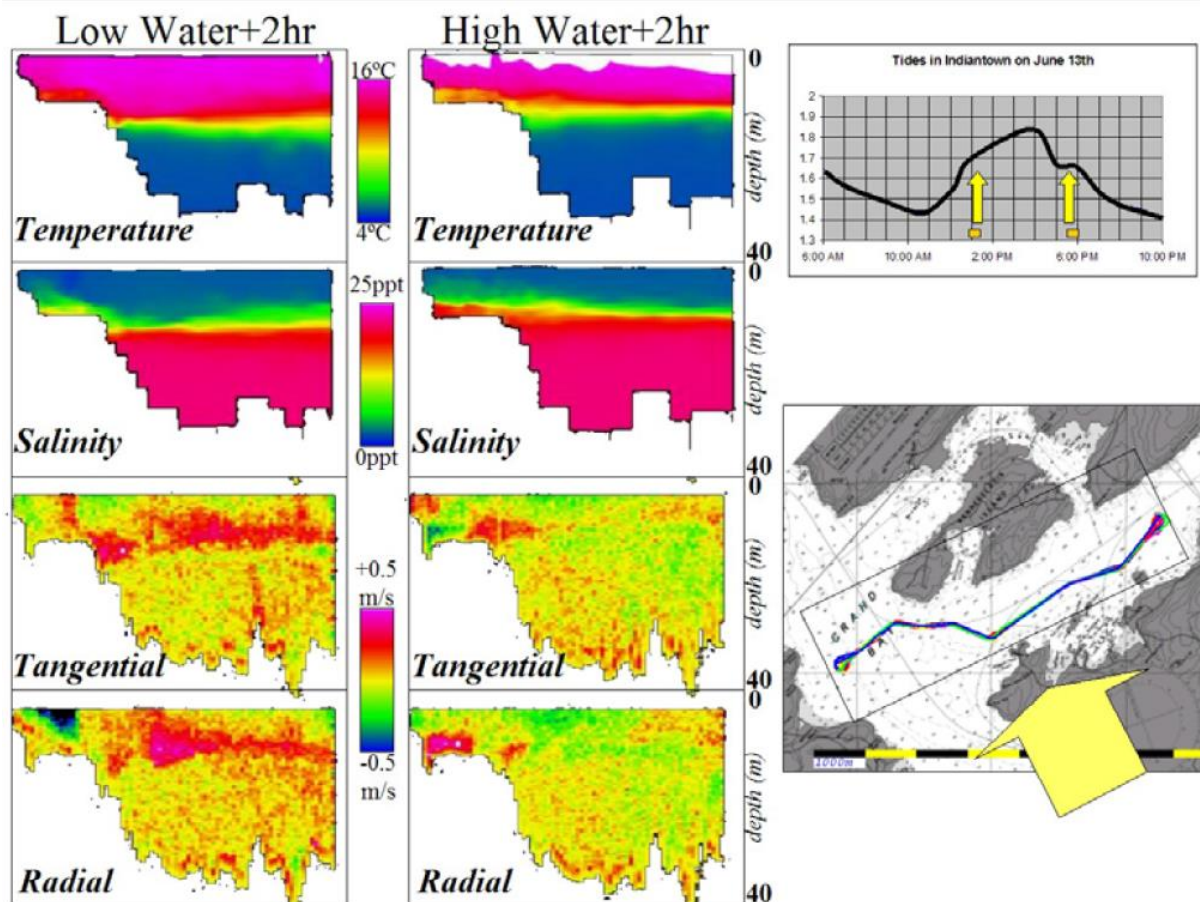 Low Water+2hr
High Water+2hr
16ºC
4ºC
Temperature
Temperature
0
depth (m)
40
25ppt
0ppt
Salinity
Salinity
0
depth (m)
40
+0.5
m/s
-0.5
m/s
Tangential
Tangential
0
depth (m)
40
Radial
Radial
0
depth (m)
40
Tides in Indiantown on June 13th
2
1.9
1.8
1.7
1.6
1.5
1.4
1.3
6:00 AM
10:00 AM
2:00 PM
6:00 PM
10:00 PM
GRAND
BAY
1000m